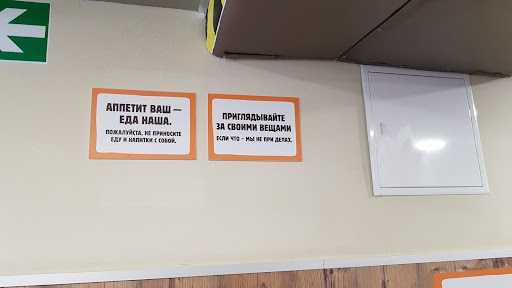 АППЕТИТ ВАШ —
ЕДА НАША.
ПОЖАЛУЙСТА, НЕ ПРИНОСИТЕ
ЕДУ И НАПИТКИ С СОБОЙ.
ПРИГЛЯДЫВАЙТЕ
ЗА СВОИМИ ВЕЩАМИ
ЕСЛИ ЧТО – МЫ НЕ ПРИ ДЕЛАХ.